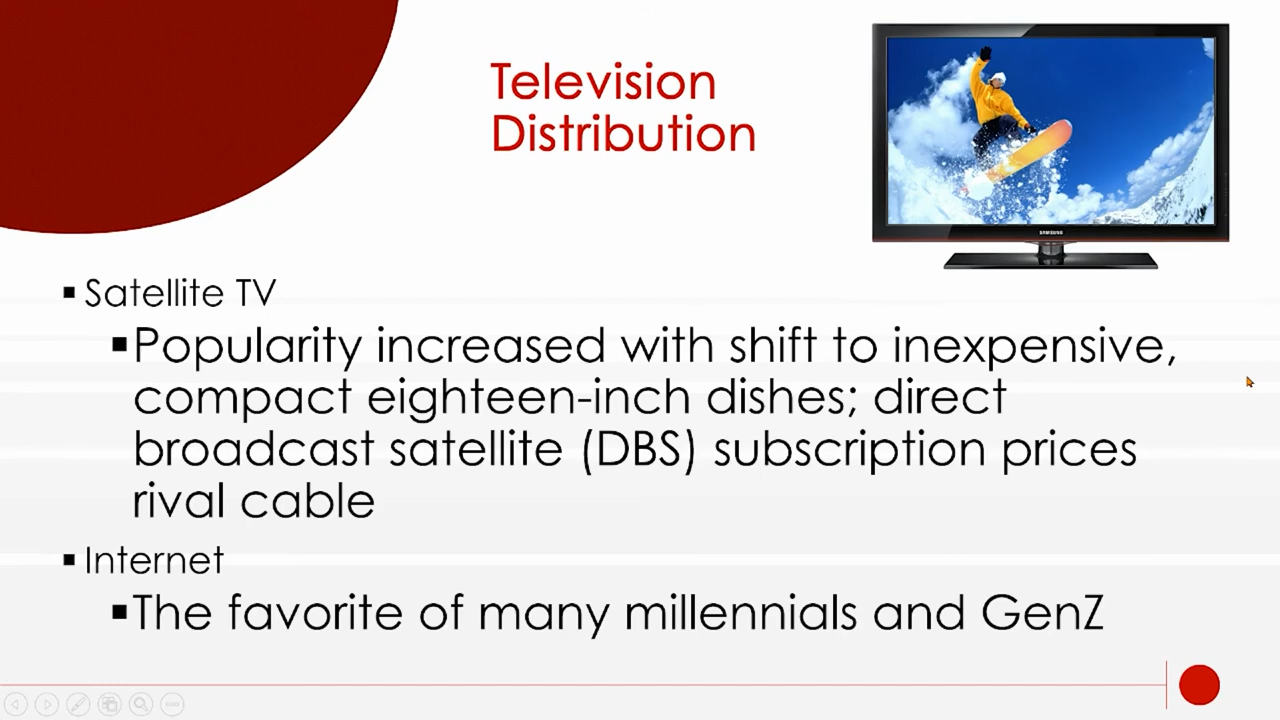 Television
Distribution
SAMSUNG
▪ Satellite TV
▪Popularity increased with shift to inexpensive,
compact eighteen-inch dishes; direct
broadcast satellite (DBS) subscription prices
rival cable
▪ Internet
▪The favorite of many millennials and GenZ